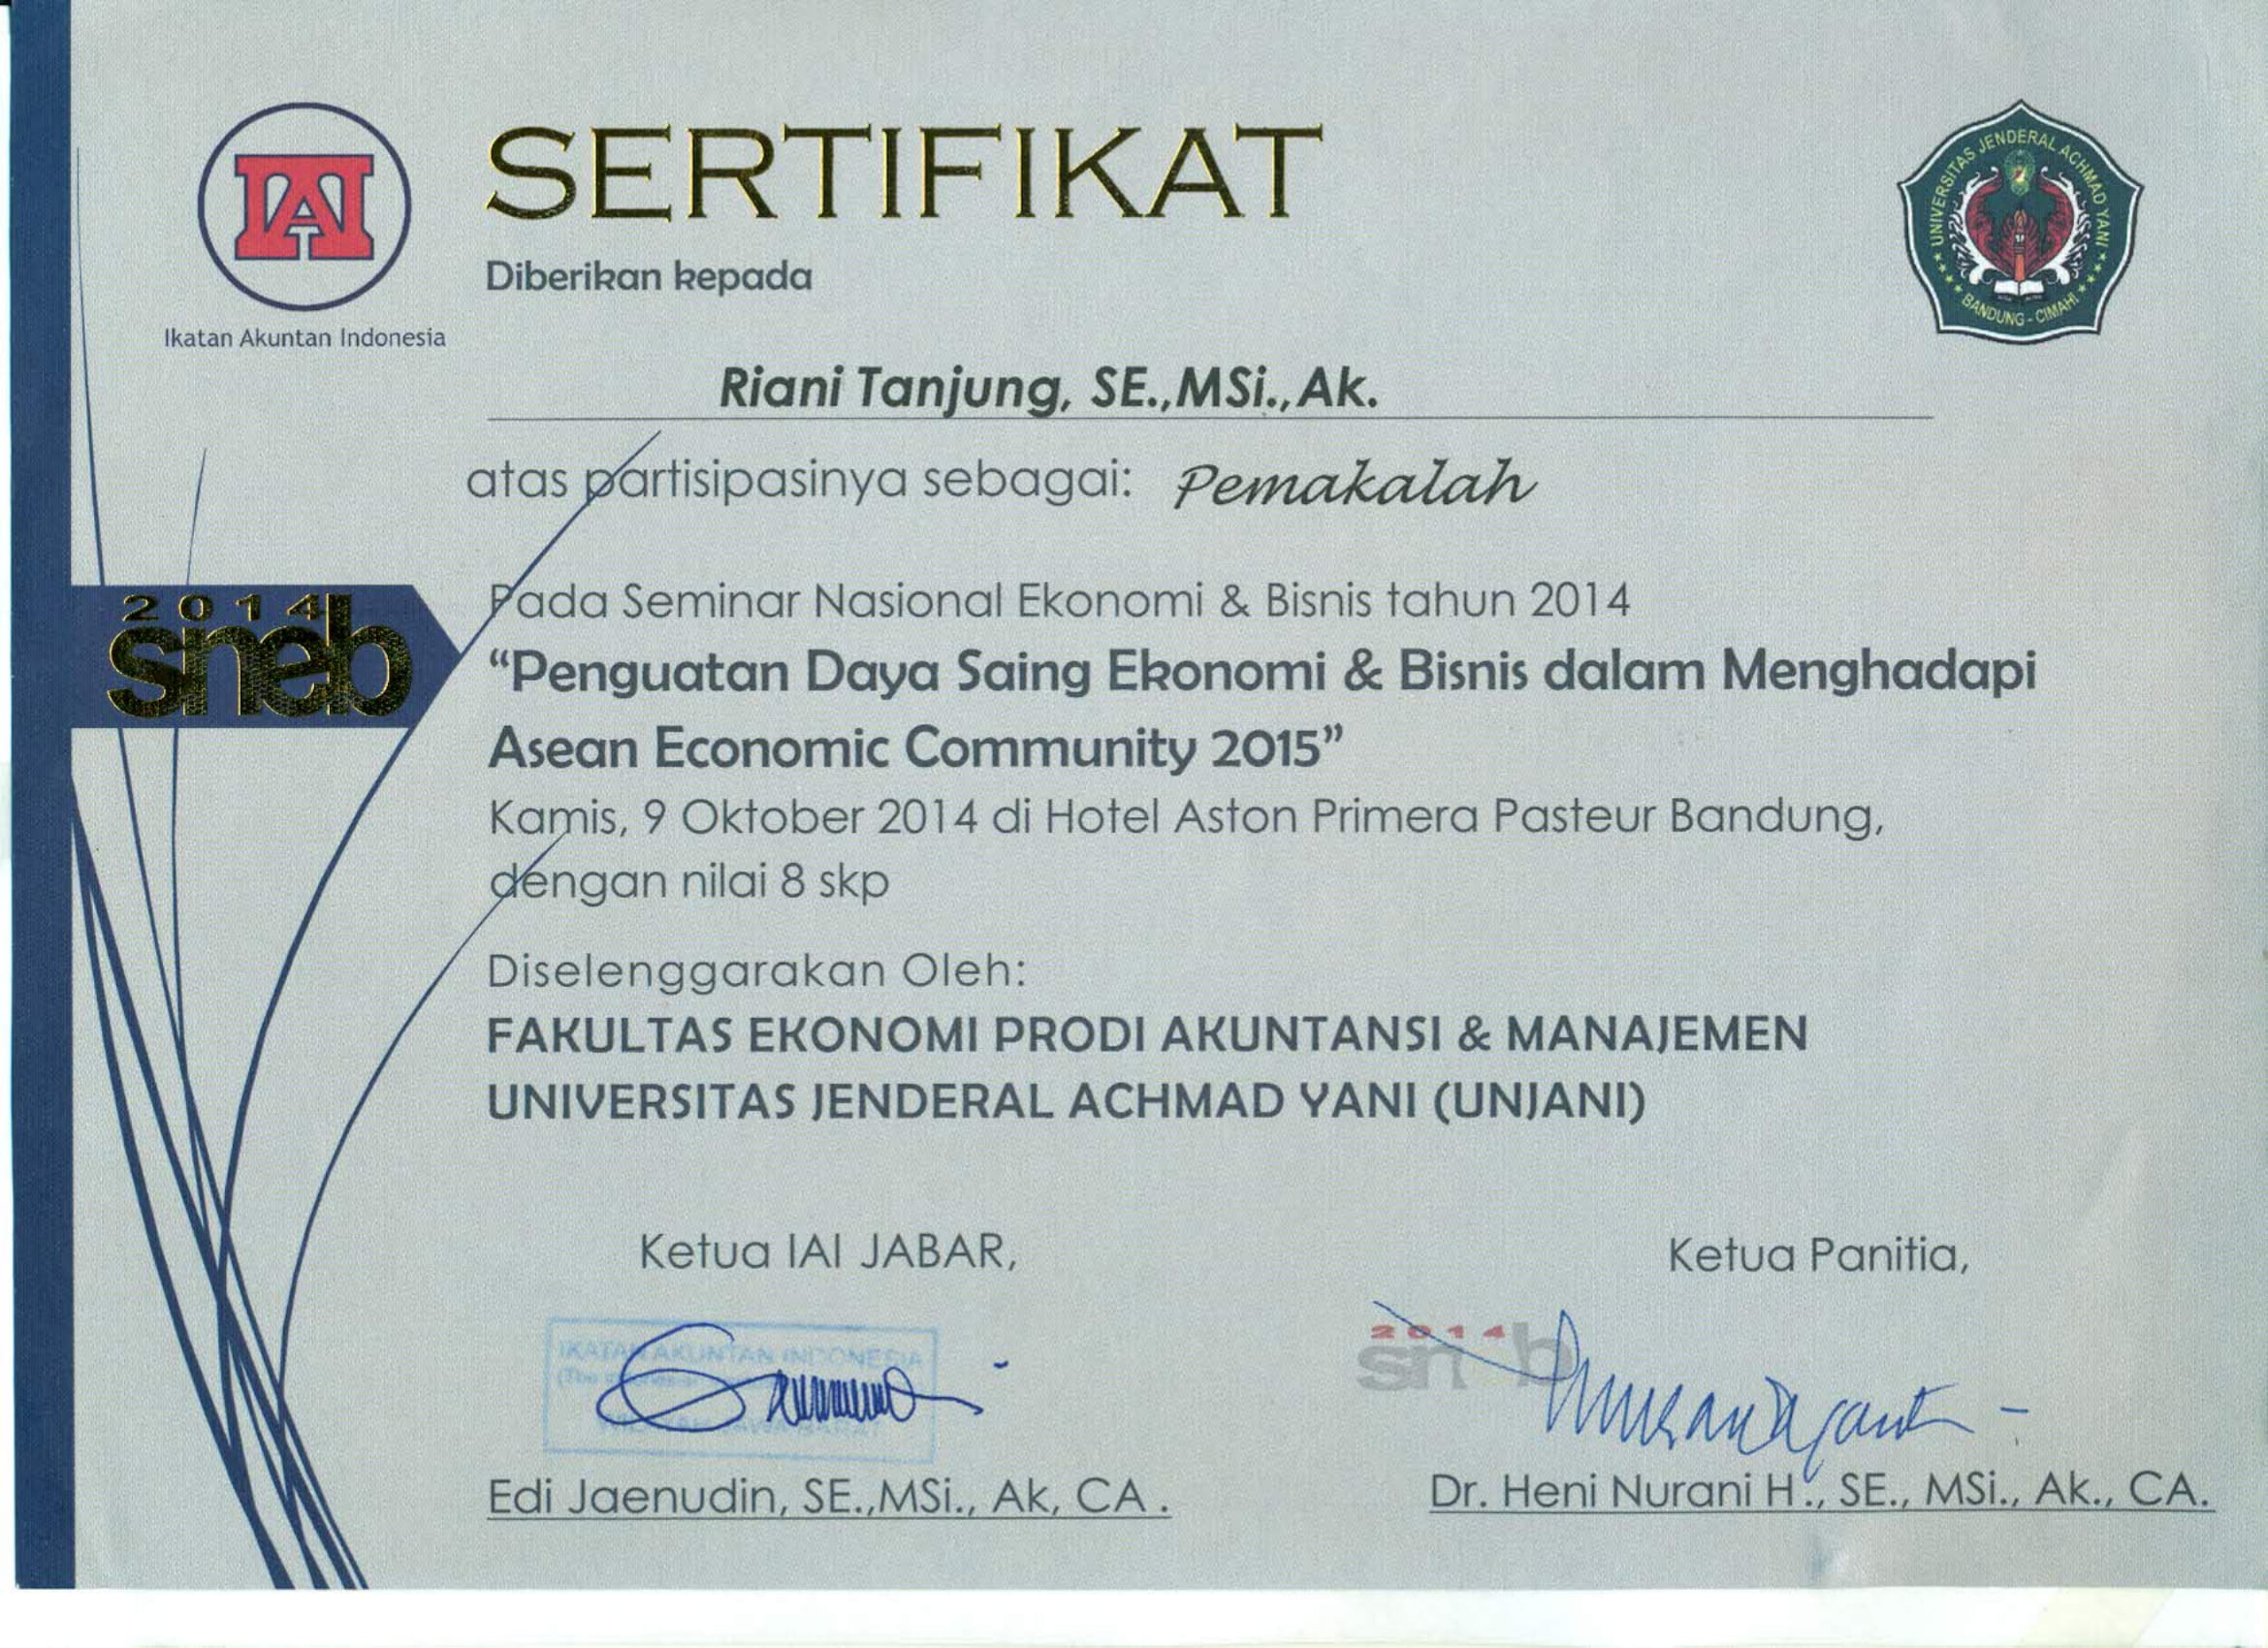 IAI
Ikatan Akuntan Indonesia
SERTIFIKAT
UNIVERSITAS JENDERAL ACHMAD YANI
BANDUNG - CIMAHI
Diberikan kepada
Riani Tanjung, SE.,MSi.,Ak.
atas partisipasinya sebagai: Pemakalah
2014
sneb
Pada Seminar Nasional Ekonomi & Bisnis tahun 2014
“Penguatan Daya Saing Ekonomi & Bisnis dalam Menghadapi
Asean Economic Community 2015”
Kamis, 9 Oktober 2014 di Hotel Aston Primera Pasteur Bandung,
dengan nilai 8 skp
Diselenggarakan Oleh:
FAKULTAS EKONOMI PRODI AKUNTANSI & MANAJEMEN
UNIVERSITAS JENDERAL ACHMAD YANI (UNJANI)
Ketua IAI JABAR,
Ketua Panitia,
IKATAN AKUNTAN INDONESIA
(The
JAWA BARAT
2014
sneb
Edi Jaenudin, SE.,MSi., Ak, CA .
Dr. Heni Nurani H., SE., MSi., Ak., CA.